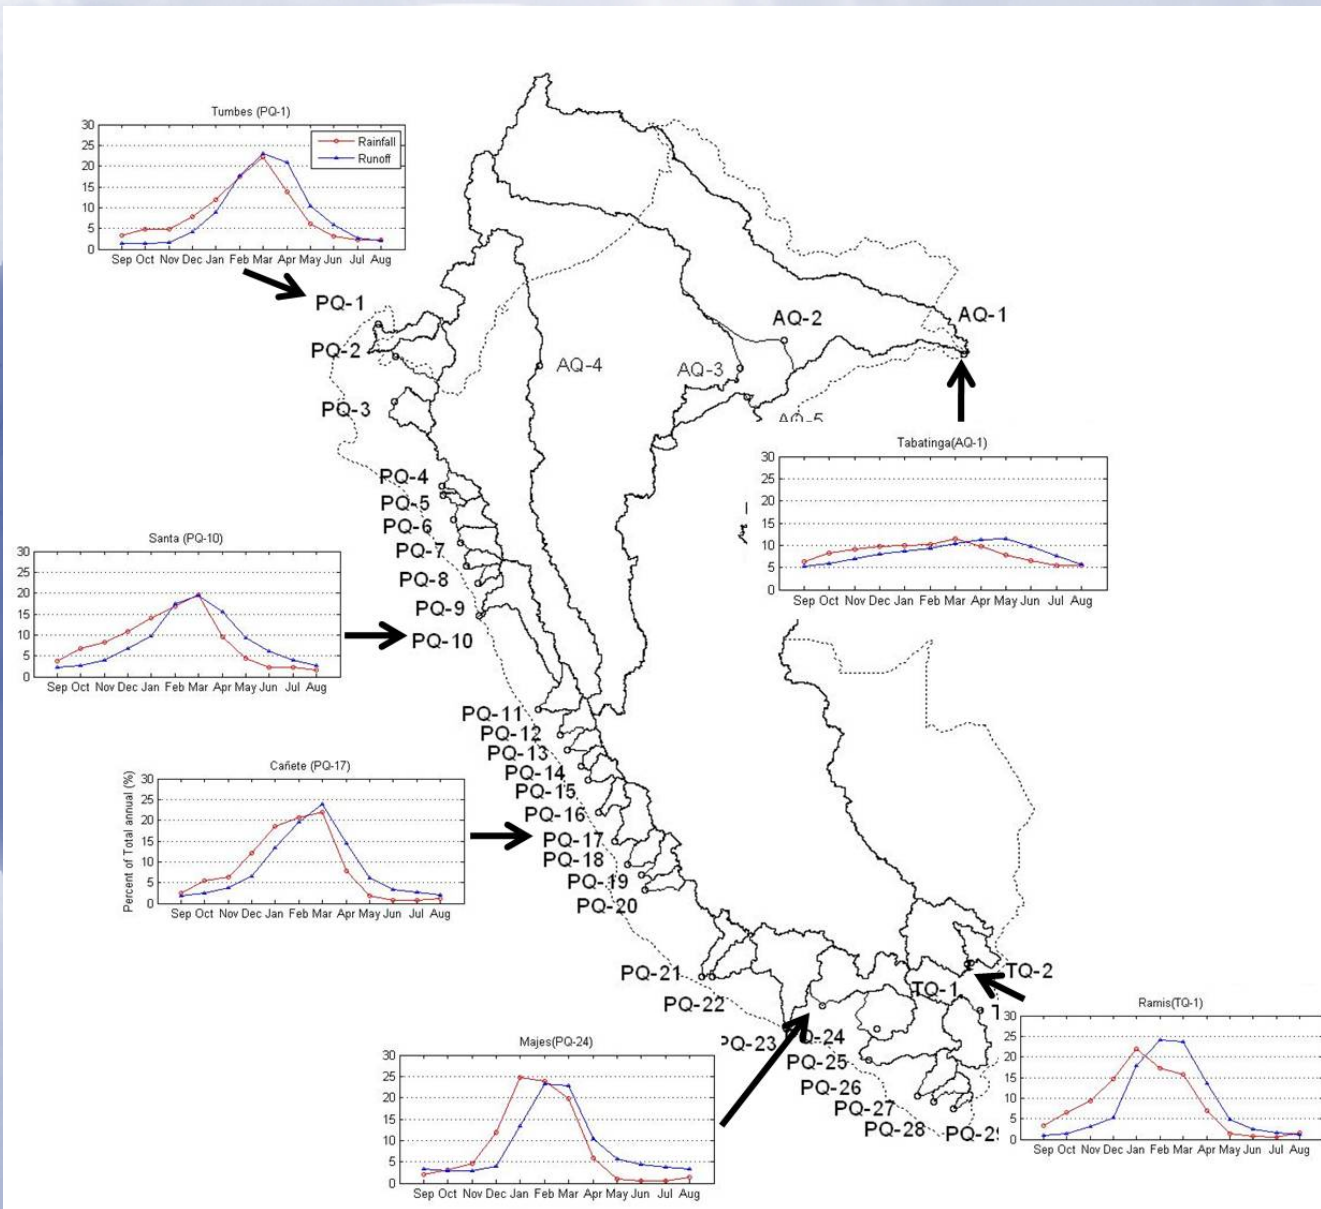 Tumbes (PQ-1)
30
25
20
15
10
5
0
Rainfall
Runoff
Sep Oct Nov Dec Jan Feb Mar Apr May Jun Jul Aug
PQ-1
PQ-2
PQ-3
AQ-1
AQ-2
AQ-3
AQ-4
AQ-5
PQ-4
PQ-5
PQ-6
PQ-7
PQ-8
PQ-9
PQ-10
Tabatinga(AQ-1)
30
25
20
15
10
5
0
Sep Oct Nov Dec Jan Feb Mar Apr May Jun Jul Aug
Santa (PQ-10)
30
25
20
15
10
5
0
Sep Oct Nov Dec Jan Feb Mar Apr May Jun Jul Aug
PQ-11
PQ-12
PQ-13
PQ-14
PQ-15
PQ-16
PQ-17
PQ-18
PQ-19
PQ-20
Cañete (PQ-17)
Percent of Total annual (%)
30
25
20
15
10
5
0
Sep Oct Nov Dec Jan Feb Mar Apr May Jun Jul Aug
PQ-21
PQ-22
PQ-23
PQ-24
PQ-25
PQ-26
PQ-27
PQ-28
PQ-29
TQ-1
TQ-2
Majes(PQ-24)
30
25
20
15
10
5
0
Sep Oct Nov Dec Jan Feb Mar Apr May Jun Jul Aug
Ramis(TQ-1)
30
25
20
15
10
5
0
Sep Oct Nov Dec Jan Feb Mar Apr May Jun Jul Aug